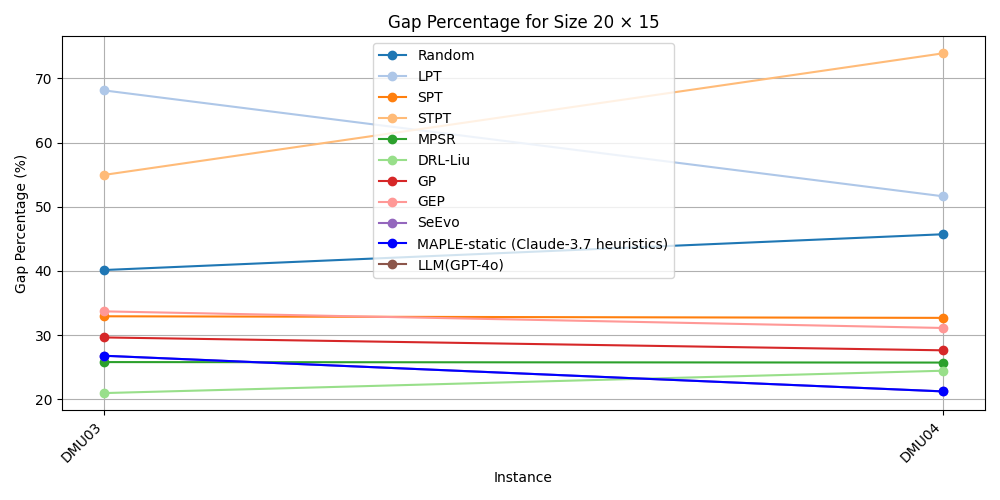 Gap Percentage for Size 20 × 15
Gap Percentage (%)
70
60
50
40
30
20
Random
LPT
SPT
STPT
MPSR
DRL-Liu
GP
GEP
SeEvo
MAPLE-static (Claude-3.7 heuristics)
LLM(GPT-4o)
DMU03
DMU04
Instance